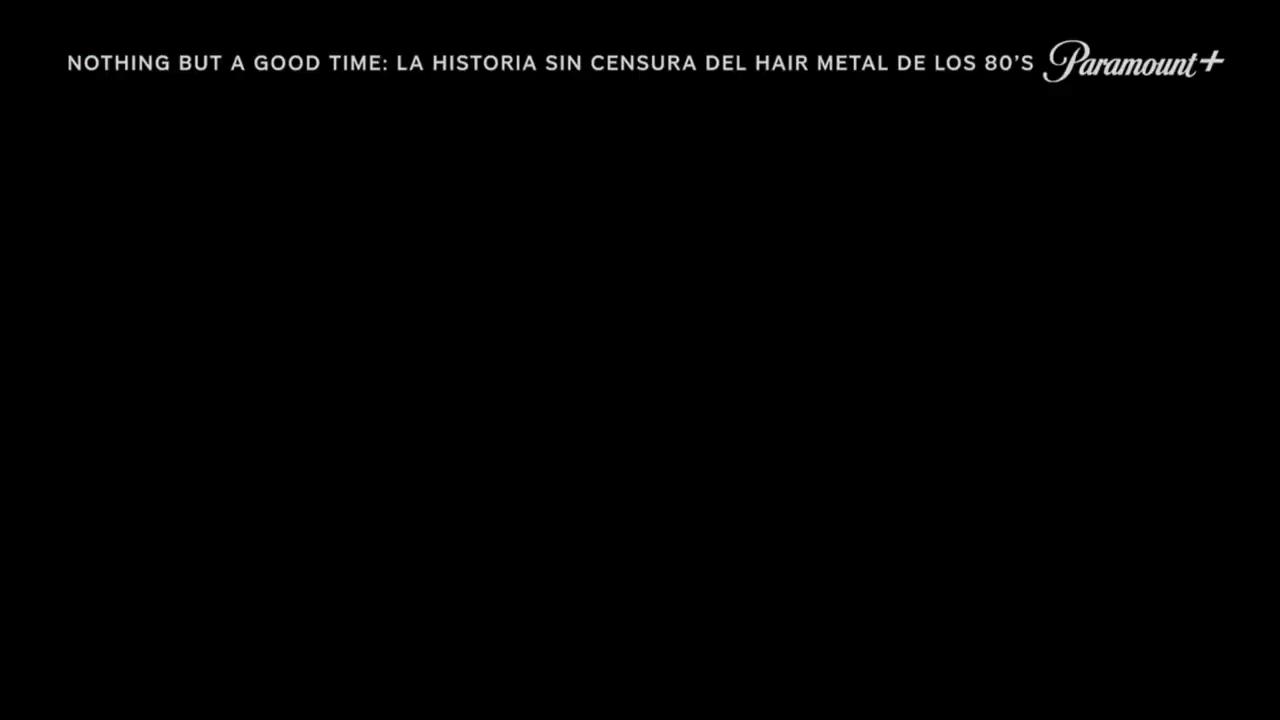 NOTHING BUT A GOOD TIME: LA HISTORIA SIN CENSURA DEL HAIR METAL DE LOS 80'S Paramount+